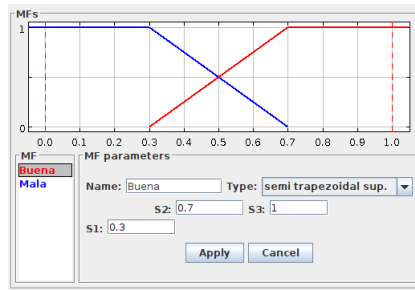 MFs
1
0
0.0 0.1 0.2 0.3 0.4 0.5 0.6 0.7 0.8 0.9 1.0
MF
MF parameters
Buena
Mala
Name: Buena Type: semi trapezoidal sup.
S2: 0.7 S3: 1
S1: 0.3
Apply Cancel